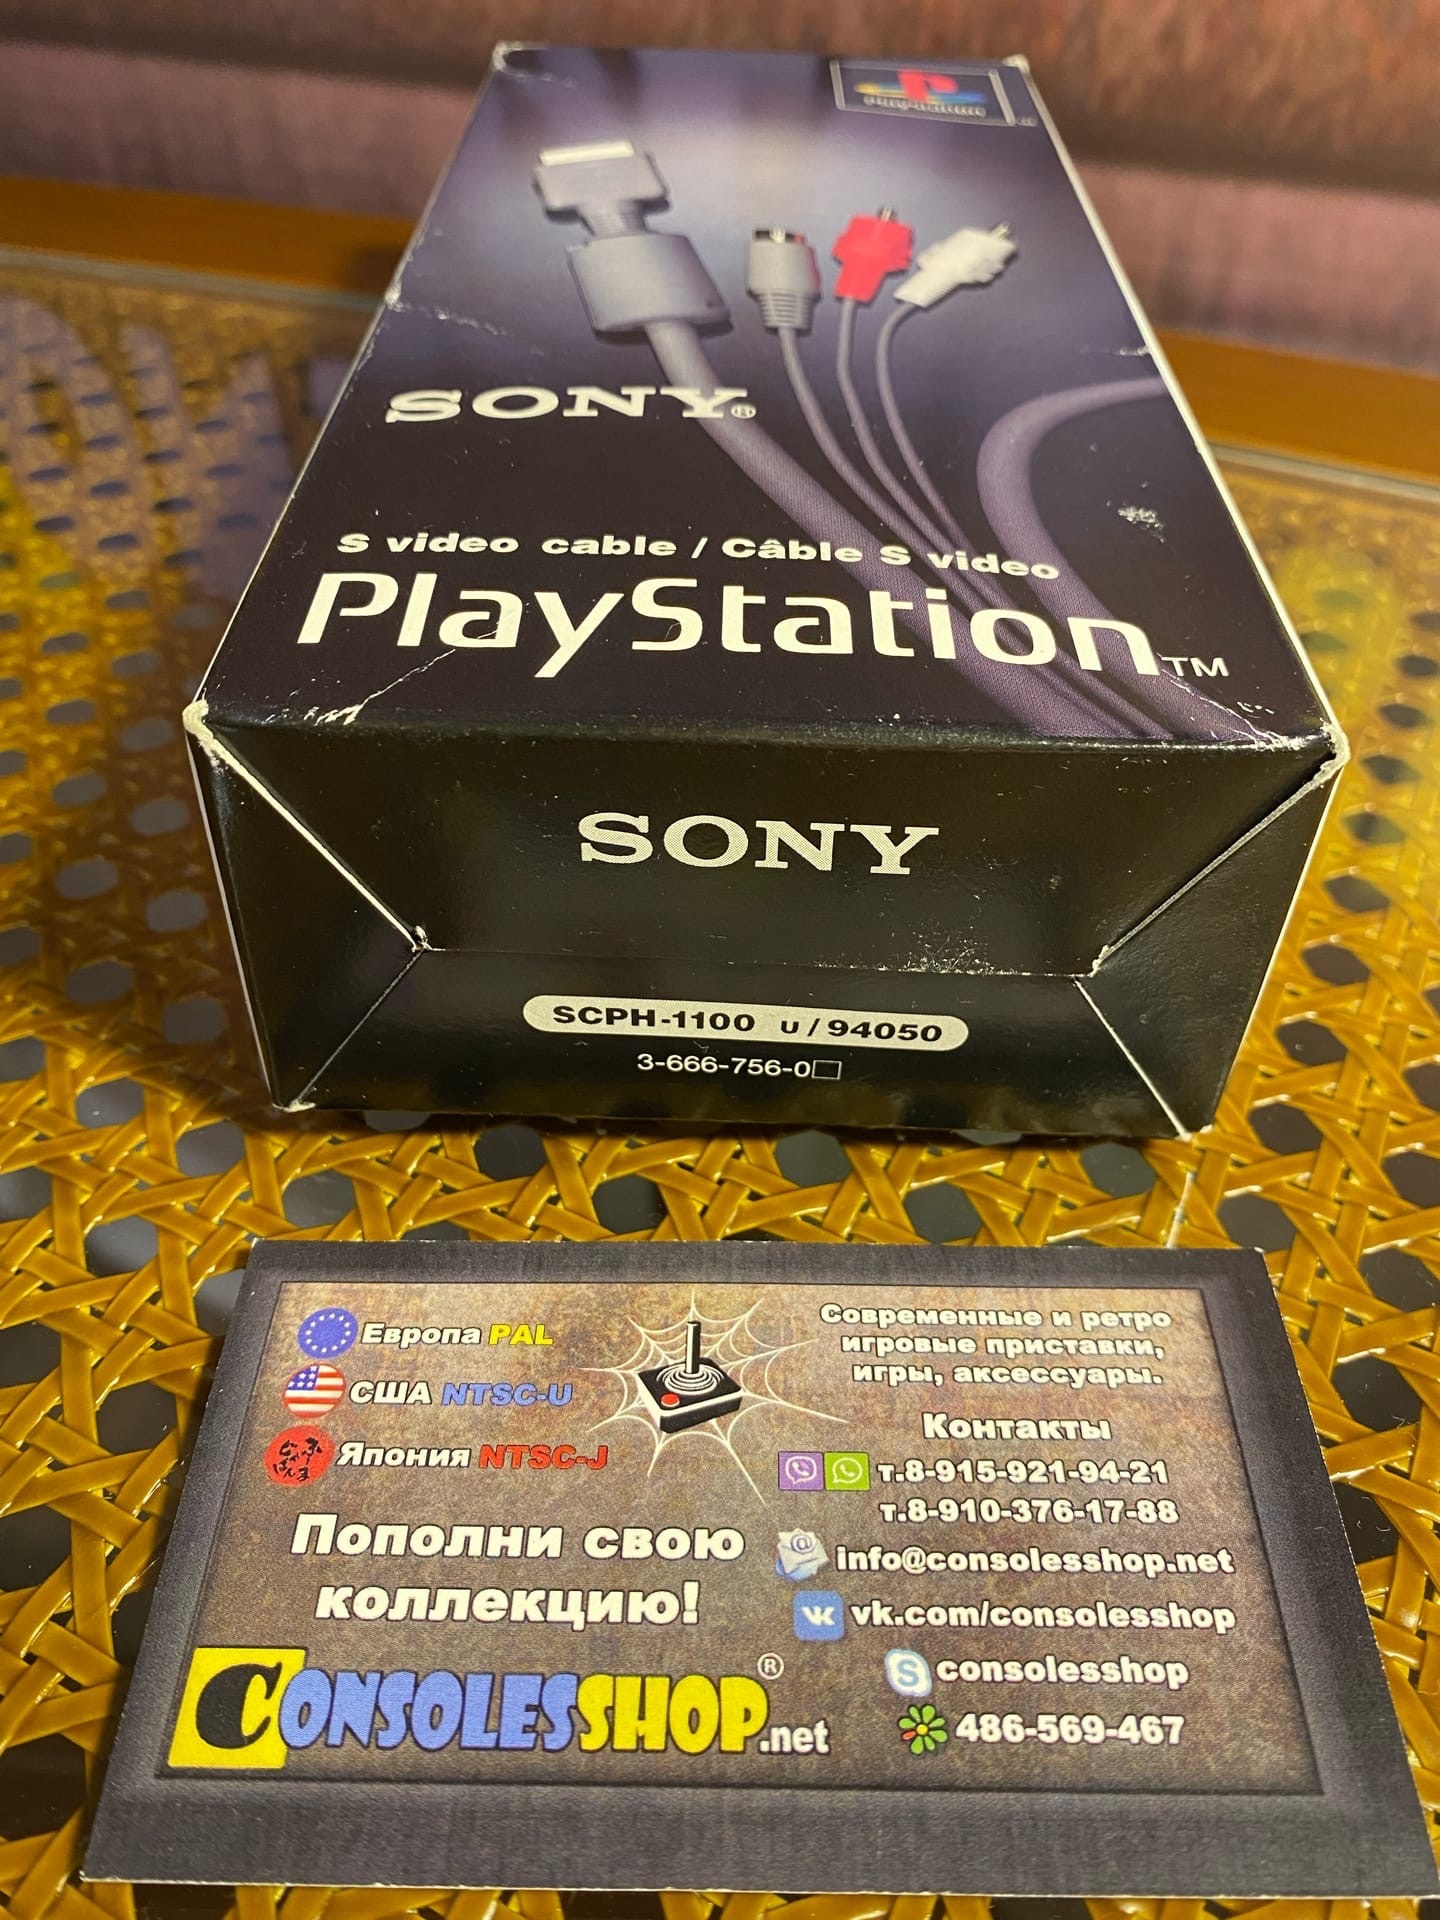 PlayStation
SONY®
S video cable / Câble S video
PlayStation™
SONY
SCPH-1100 U/94050
3-666-756-0□
Европа PAL
США NTSC-U
Япония NTSC-J
Пополни свою
коллекцию!
CONSOLESSHOP®.net
Современные и ретро
игровые приставки,
игры, аксессуары.
Контакты
т.8-915-921-94-21
т.8-910-376-17-88
info@consolesshop.net
vk.com/consolesshop
consolesshop
486-569-467